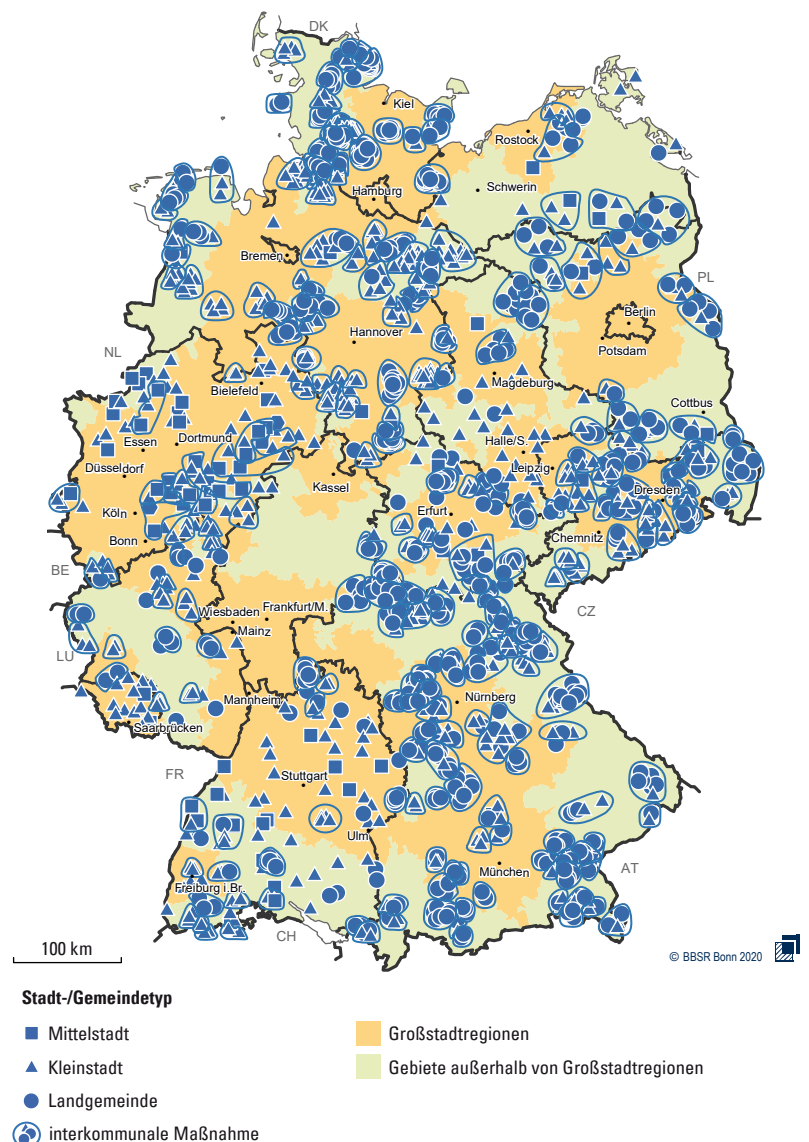 DK
Kiel
Rostock
Schwerin
Hamburg
Bremen
PL
Berlin
Potsdam
Hannover
NL
Bielefeld
Magdeburg
Cottbus
Essen
Dortmund
Halle/S.
Düsseldorf
Leipzig
Kassel
Dresden
Köln
Erfurt
Bonn
Chemnitz
BE
CZ
Wiesbaden
Frankfurt/M.
Mainz
LU
Mannheim
Nürnberg
Saarbrücken
FR
Stuttgart
Ulm
München
AT
Freiburg i.Br.
CH
100 km
© BBSR Bonn 2020
Stadt-/Gemeindetyp
Mittelstadt
Kleinstadt
Landgemeinde
interkommunale Maßnahme
Großstadtregionen
Gebiete außerhalb von Großstadtregionen